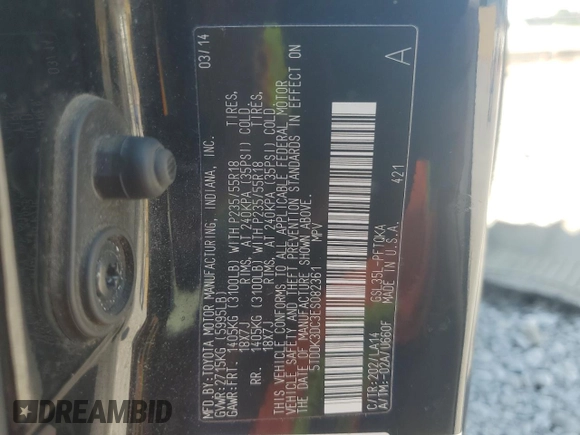 MFD.BY:TOYOTA MOTOR MANUFACTURING, INDIANA, INC. 03/14
GVWR:2715KG (5995LB)
GAWR:FRT. 1405KG (3100LB) WITH P235/55R18 TIRES,
18X7J RIMS, AT 240KPA (35PSI) COLD
RR. 1405KG (3100LB) WITH P235/55R18 TIRES,
18X7J RIMS, AT 240KPA (35PSI) COLD
THIS VEHICLE CONFORMS TO ALL APPLICABLE FEDERAL MOTOR
VEHICLE SAFETY AND THEFT PREVENTION STANDARDS IN EFFECT ON
THE DATE OF MANUFACTURE SHOWN ABOVE.
5TDDK3DC3ES082361 MPV
421 A
C/TR:202/LA14 GSL35L-PFTQKA
A/TM:-02A/U660F MADE IN U.S.A.
DREAMBID